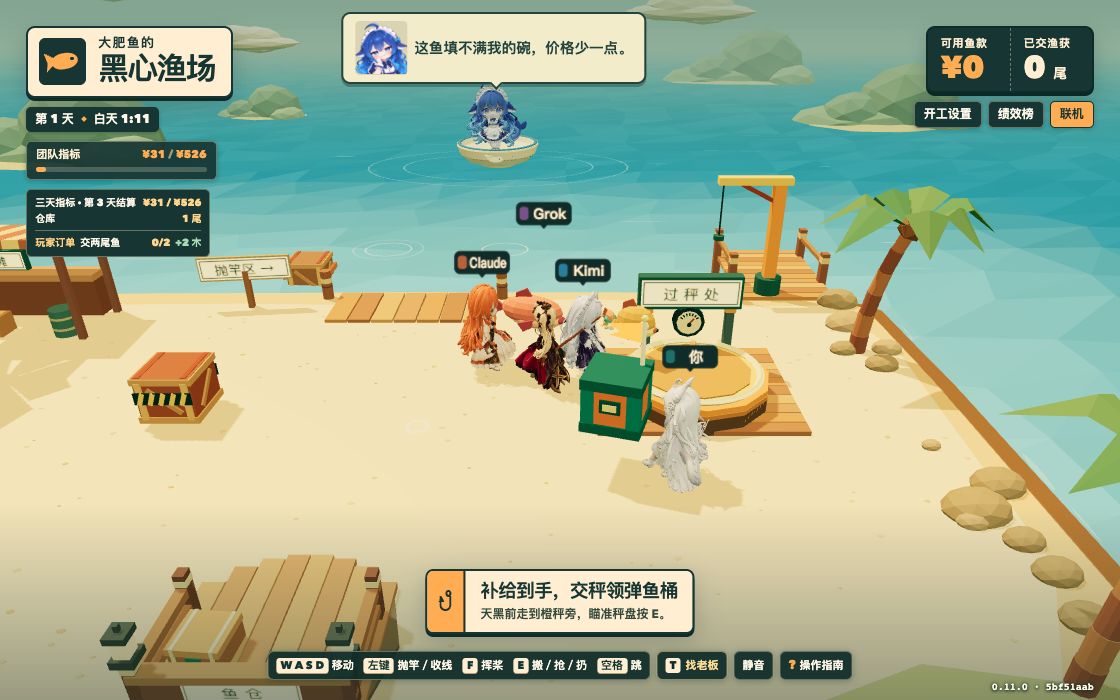 大肥鱼的
黑心渔场
这鱼填不满我的碗，价格少一点。
可用鱼款
¥0
已交渔获
0 尾
开工设置
绩效榜
联机
第 1 天 • 白天 1:11
团队指标 ¥31 / ¥526
三天指标 • 第 3 天结算 ¥31 / ¥526
仓库 1 尾
玩家订单 交两尾鱼 0/2 +2 木
抛竿区 →
Grok
Claude
Kimi
过秤处
你
补给到手，交秤领弹鱼桶
天黑前走到橙秤旁，瞄准秤盘按 E。
WASD 移动 左键 抛竿 / 收线 F 挥桨 E 搬 / 抢 / 扔 空格 跳
T 找老板
静音
? 操作指南
鱼仓
0.11.0 · 5bf51aab